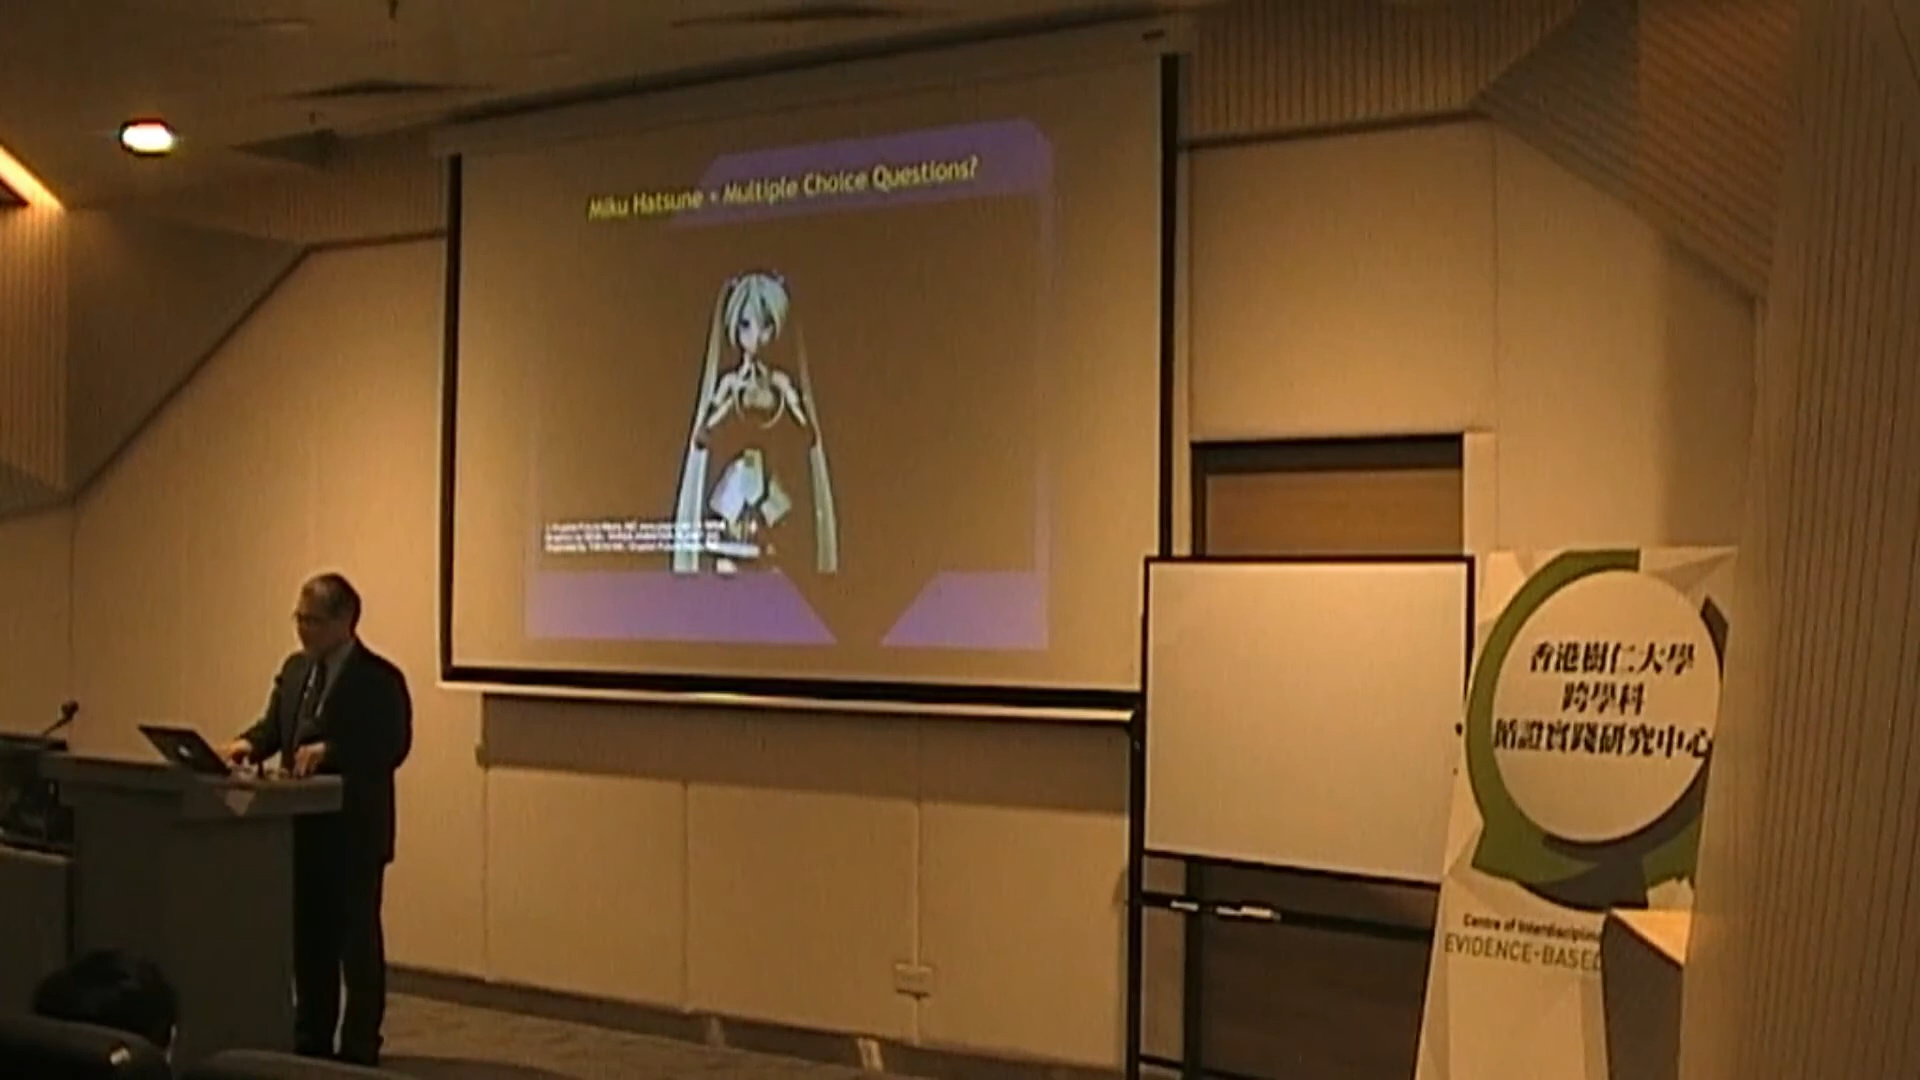 Miku Hatsune - Multiple Choice Questions?
香港樹仁大學
跨學科
循證實踐研究中心
Centre of Interdisciplin
EVIDENCE-BASED